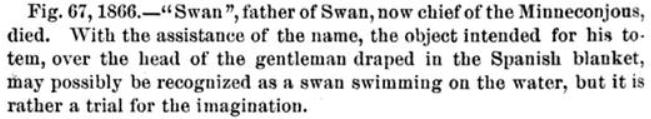 Fig. 67, 1866.—“Swan”, father of Swan, now chief of the Minneconjous,
died. With the assistance of the name, the object intended for his to-
tem, over the head of the gentleman draped in the Spanish blanket,
may possibly be recognized as a swan swimming on the water, but it is
rather a trial for the imagination.